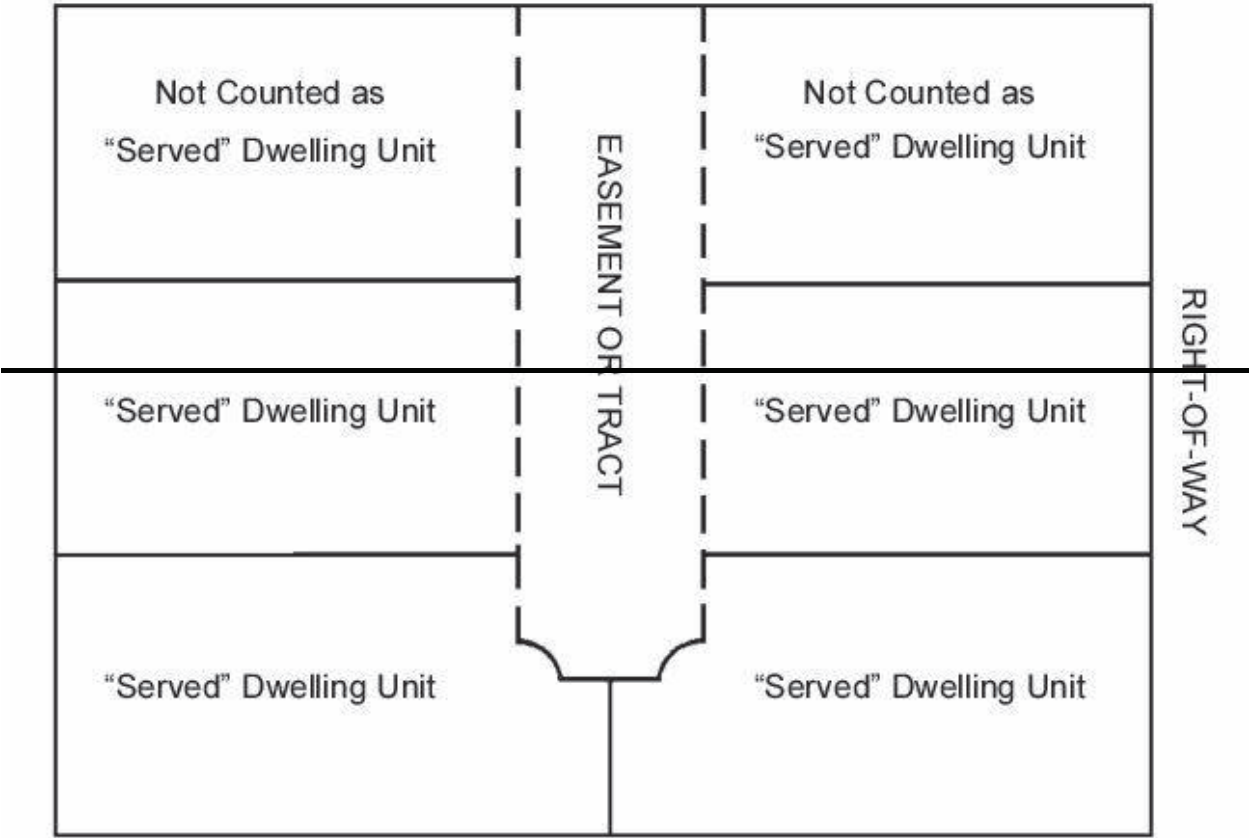 Not Counted as
“Served” Dwelling Unit
Not Counted as
“Served” Dwelling Unit
EASEMENT OR TRACT
“Served” Dwelling Unit
“Served” Dwelling Unit
RIGHT-OF-WAY
“Served” Dwelling Unit
“Served” Dwelling Unit